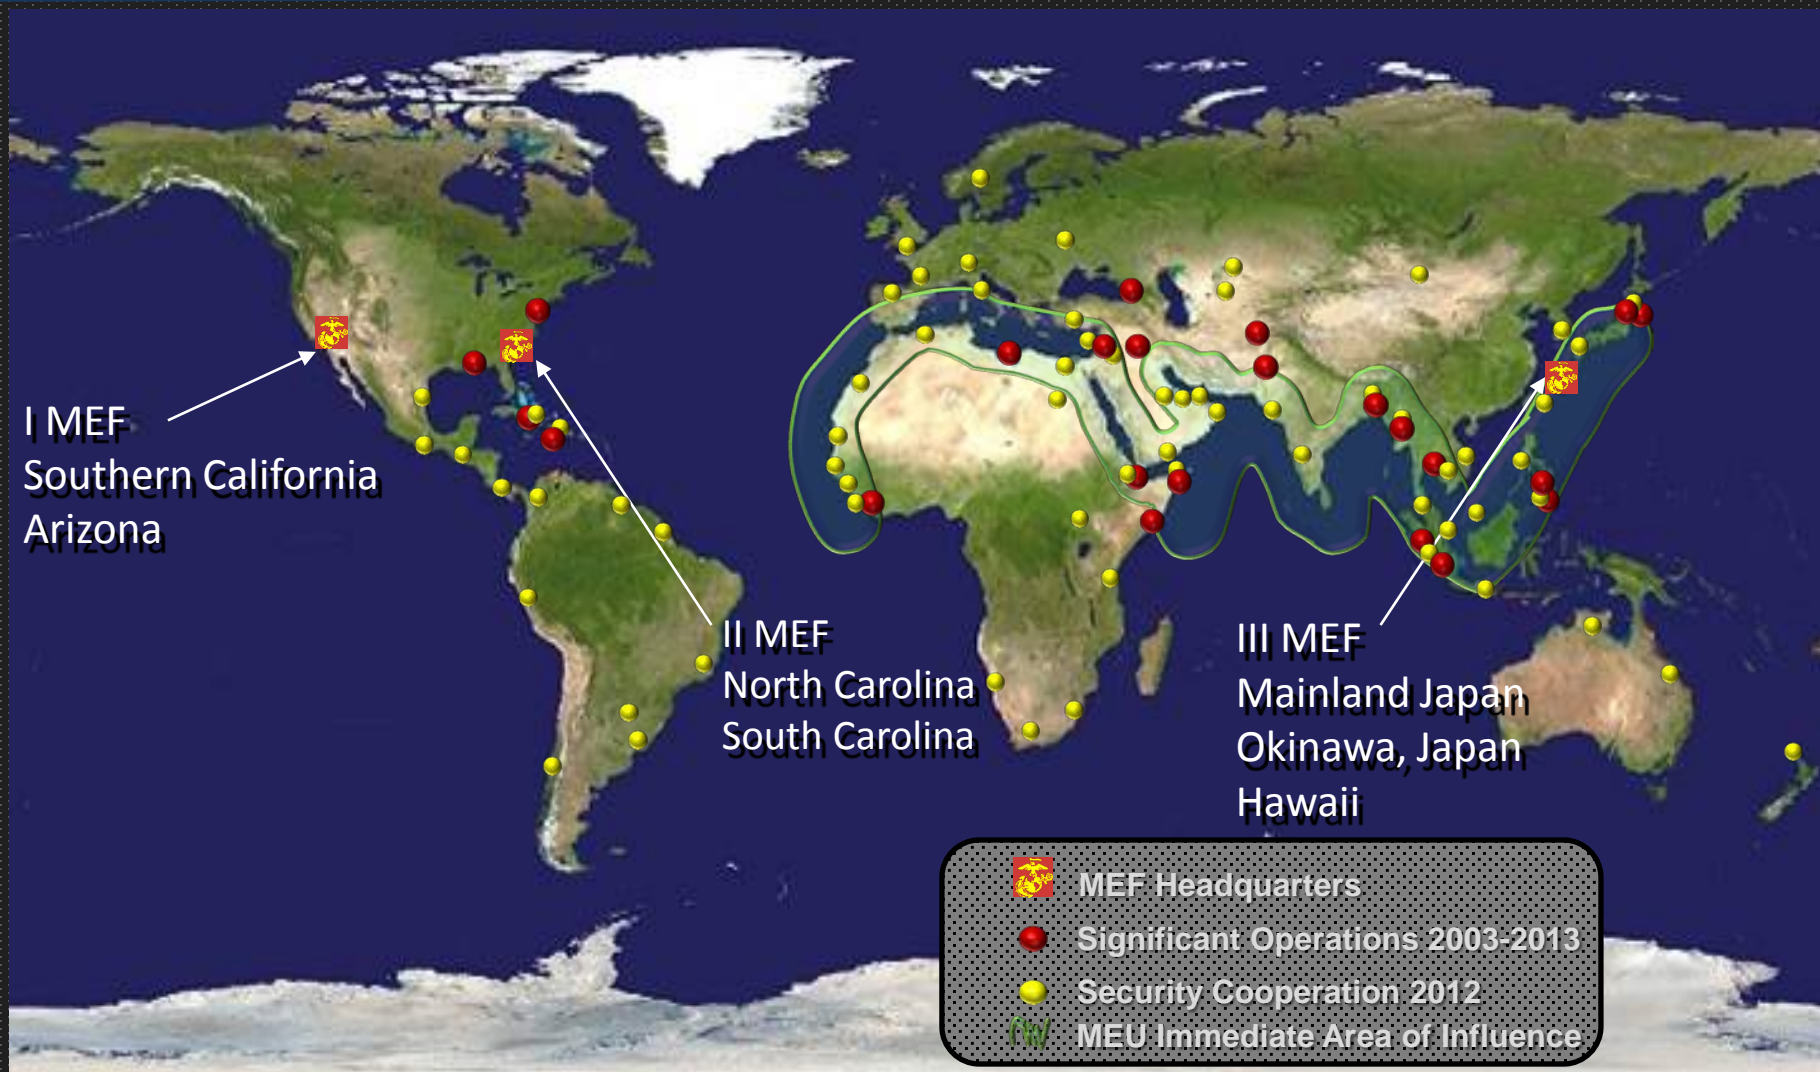 I MEF
Southern California
Arizona
II MEF
North Carolina
South Carolina
III MEF
Mainland Japan
Okinawa, Japan
Hawaii
MEF Headquarters
Significant Operations 2003-2013
Security Cooperation 2012
MEU Immediate Area of Influence